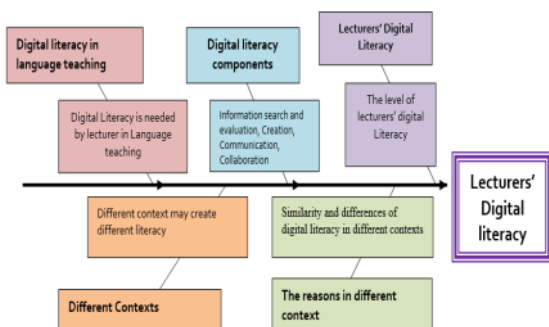 Digital literacy in
language teaching
Digital literacy
components
Lecturers' Digital
Literacy
Digital Literacy is needed
by lecturer in Language
teaching
Information search and
evaluation, Creation,
Communication,
Collaboration
The level of
lecturers' digital
Literacy
Lecturers'
Digital
literacy
Different context may create
different literacy
Similarity and differences of
digital literacy in different contexts
Different Contexts
The reasons in different
context